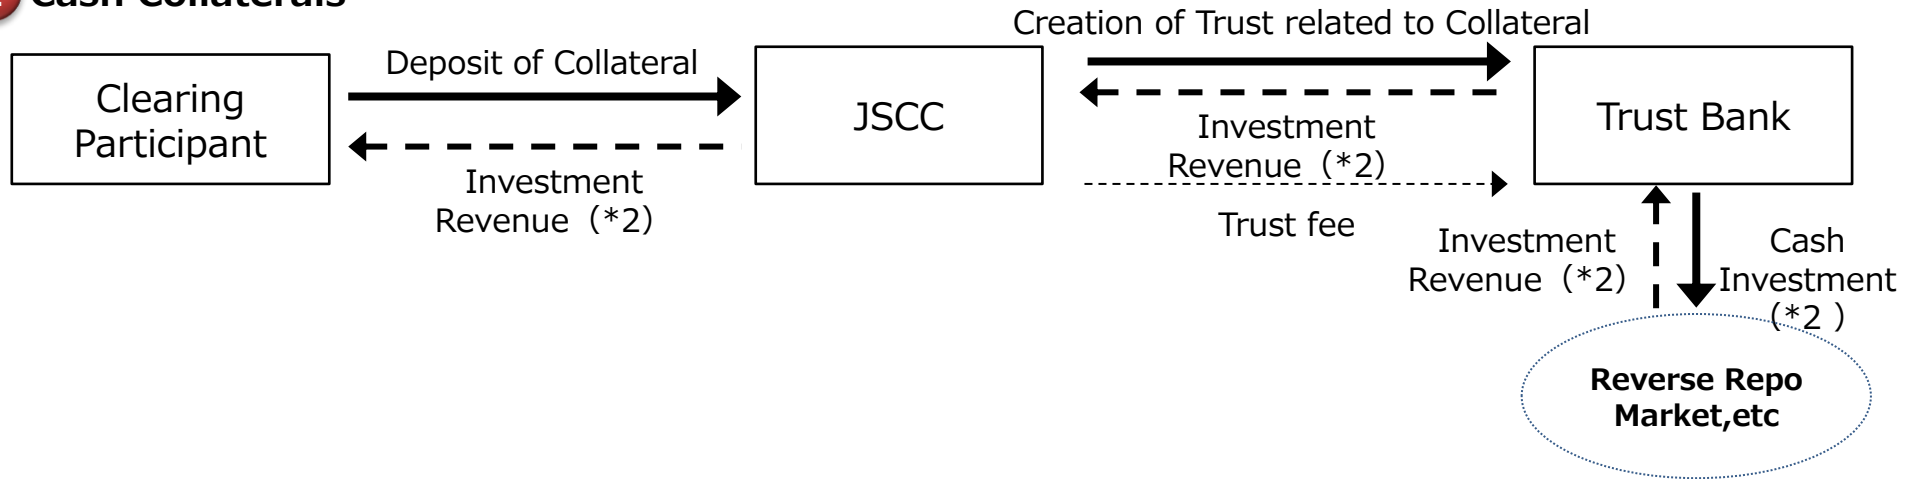 Cash Collaterals
Creation of Trust related to Collateral
Deposit of Collateral
Clearing
Participant
JSCC
Trust Bank
Investment
Revenue（*2）
Investment
Revenue（*2）
Trust fee
Investment
Revenue（*2）
Cash
Investment
（*2 ）
Reverse Repo
Market,etc